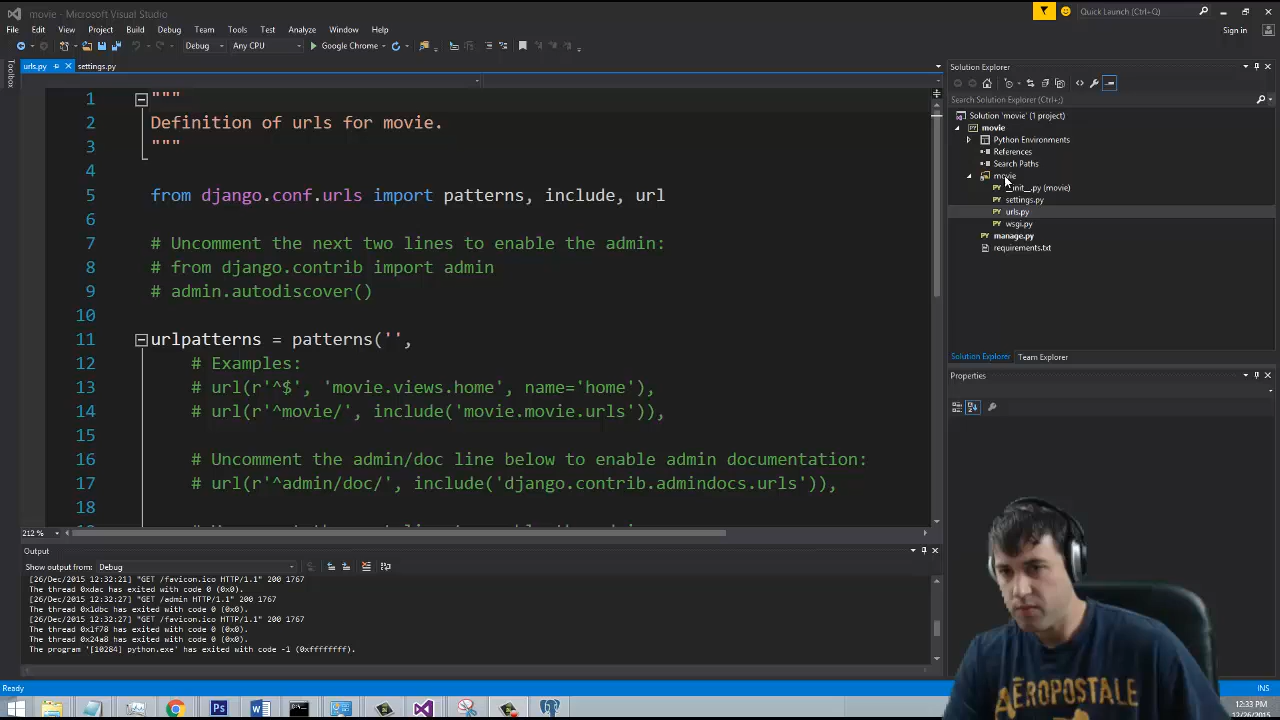 movie - Microsoft Visual Studio
Quick Launch (Ctrl+Q)
File Edit View Project Build Debug Team Tools Test Analyze Window Help
Sign in
Debug Any CPU Google Chrome
Toolbox
urls.py settings.py
1 """
2 Definition of urls for movie.
3 """
4
5 from django.conf.urls import patterns, include, url
6
7 # Uncomment the next two lines to enable the admin:
8 # from django.contrib import admin
9 # admin.autodiscover()
10
11 urlpatterns = patterns('',
12 # Examples:
13 # url(r'^$', 'movie.views.home', name='home'),
14 # url(r'^movie/', include('movie.movie.urls')),
15
16 # Uncomment the admin/doc line below to enable admin documentation:
17 # url(r'^admin/doc/', include('django.contrib.admindocs.urls')),
18
212 %
Output
Show output from: Debug
[26/Dec/2015 12:32:21] "GET /favicon.ico HTTP/1.1" 200 1767
The thread 0xdac has exited with code 0 (0x0).
[26/Dec/2015 12:32:27] "GET /admin HTTP/1.1" 200 1767
The thread 0x1dbc has exited with code 0 (0x0).
[26/Dec/2015 12:32:27] "GET /favicon.ico HTTP/1.1" 200 1767
The thread 0x1f78 has exited with code 0 (0x0).
The thread 0x24a8 has exited with code 0 (0x0).
The program '[10284] python.exe' has exited with code -1 (0xffffffff).
Solution Explorer
Search Solution Explorer (Ctrl+;)
Solution 'movie' (1 project)
movie
Python Environments
References
Search Paths
movie
__init__.py (movie)
settings.py
urls.py
wsgi.py
manage.py
requirements.txt
Solution Explorer Team Explorer
Properties
AËROPOSTALE
Ready
INS
12:33 PM
12/26/2015